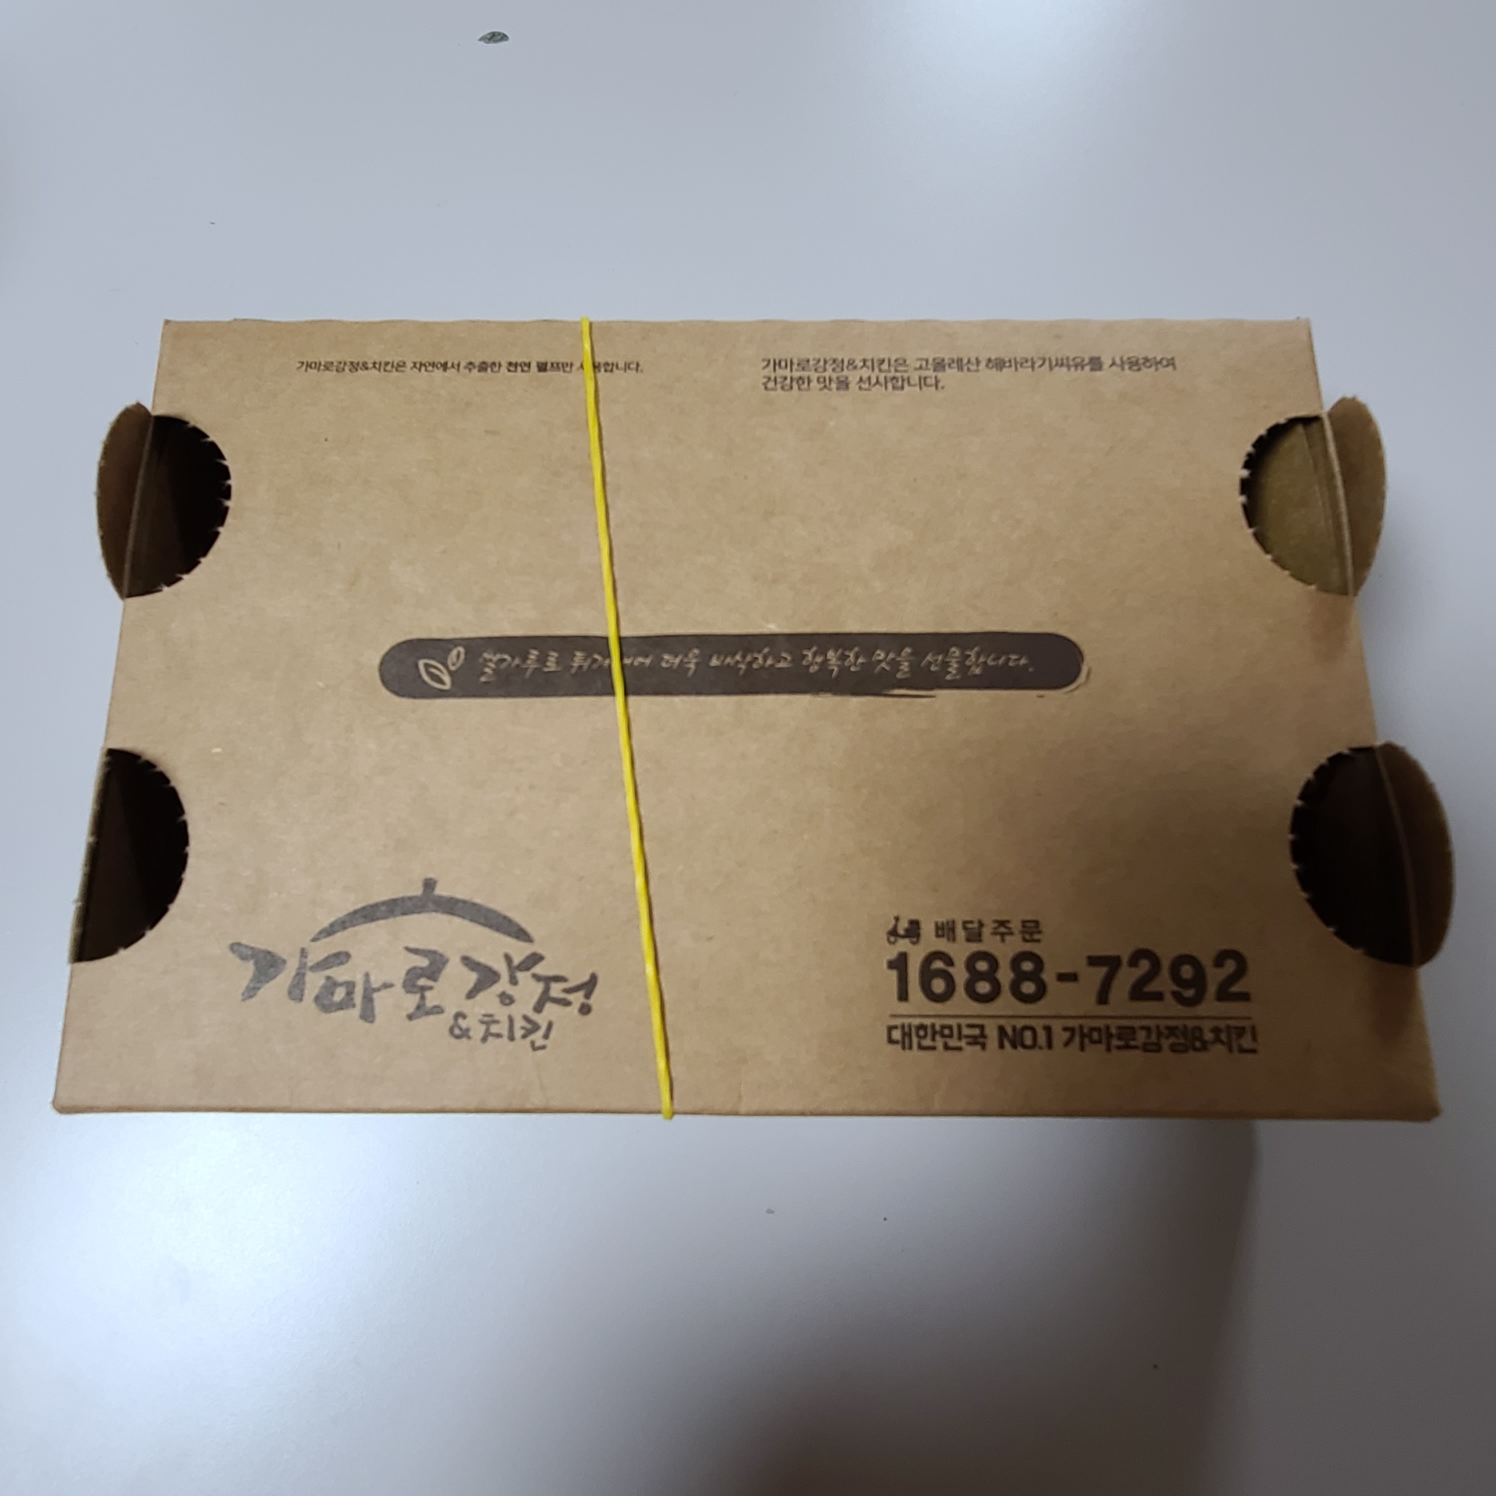 가마로강정&치킨은 자연에서 추출한 천연 펄프만 사용합니다.
가마로강정&치킨은 고올레산 해바라기씨유를 사용하여
건강한 맛을 선사합니다.
쌀가루로 튀겨내어 더욱 바삭하고 행복한 맛을 선물합니다.
가마로강정
&치킨
배달주문
1688-7292
대한민국 NO.1 가마로강정&치킨